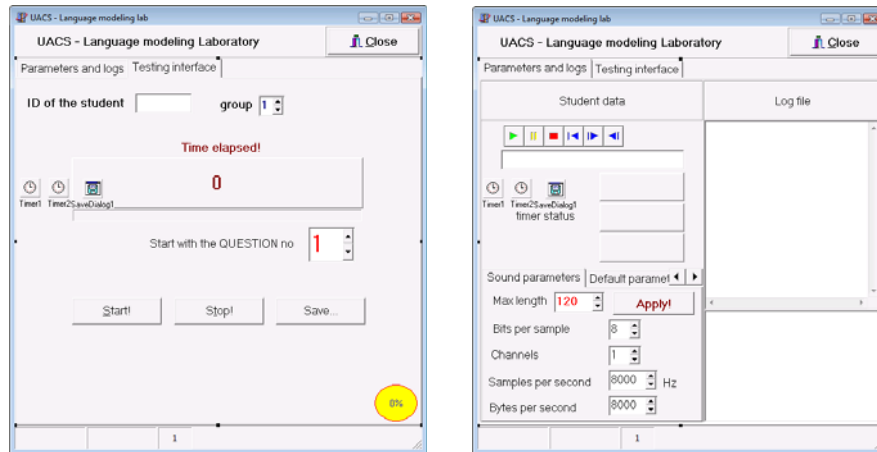 UACS - Language modeling lab
UACS - Language modeling Laboratory
Close
Parameters and logs
Testing interface
ID of the student
group 1
Time elapsed!
0
Timer1
Timer2
SaveDialog1
Start with the QUESTION no 1
Start!
Stop!
Save...
0%
1
UACS - Language modeling lab
UACS - Language modeling Laboratory
Close
Parameters and logs
Testing interface
Student data
Log file
Timer1
Timer2
SaveDialog1
timer status
Sound parameters
Default paramet
Max length 120
Apply!
Bits per sample 8
Channels 1
Samples per second 8000 Hz
Bytes per second 8000
1